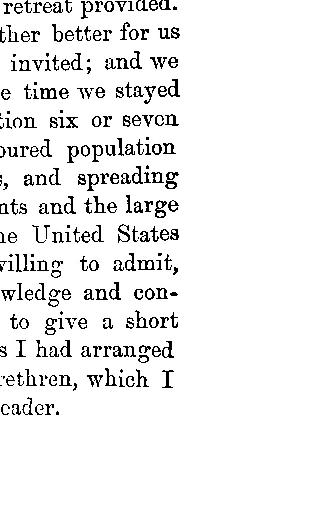 retreat provided.
ther better for us
invited; and we
e time we stayed
tion six or seven
oured population
s, and spreading
nts and the large
he United States
villing to admit,
wledge and con-
to give a short
s I had arranged
rethren, which I
eader.